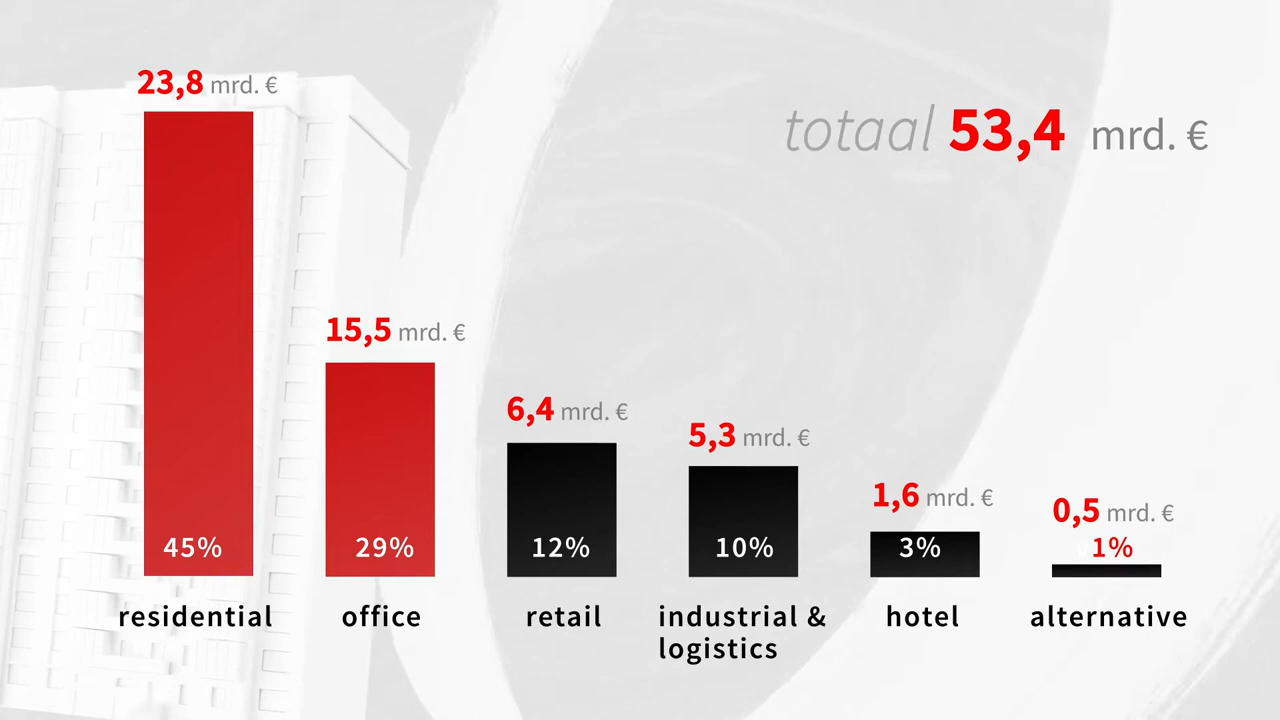 23,8 mrd. €
totaal 53,4 mrd. €
15,5 mrd. €
6,4 mrd. €
5,3 mrd. €
1,6 mrd. €
0,5 mrd. €
45%
29%
12%
10%
3%
1%
residential
office
retail
industrial &
logistics
hotel
alternative